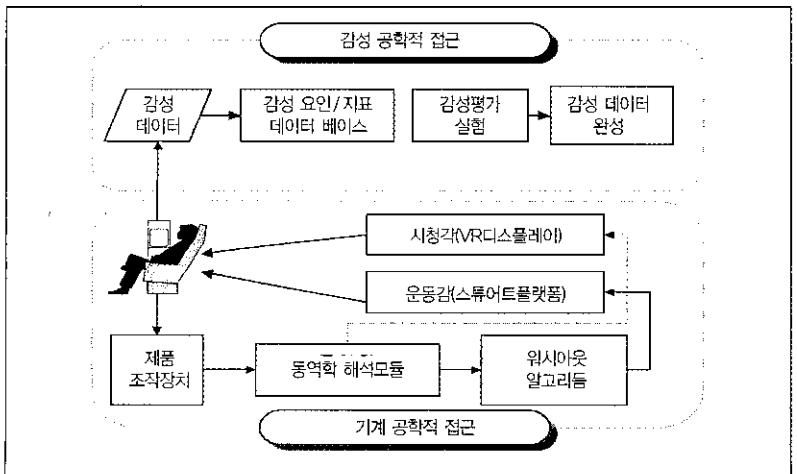 감성 공학적 접근
감성
데이터
감성 요인/지표
데이터 베이스
감성평가
실험
감성 데이터
완성
시청각(VR디스플레이)
운동감(스튜어트플랫폼)
제품
조작장치
동역학 해석모듈
워시아웃
알고리듬
기계 공학적 접근